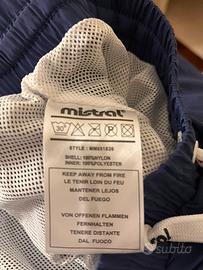 mistral
30°
STYLE : MM691626
SHELL: 100%NYLON
INNER: 100%POLYESTER
KEEP AWAY FROM FIRE
LE TENIR LOIN DU FEU
MANTENER LEJOS
DEL FUEGO
VON OFFENEN FLAMMEN
FERNHALTEN
TENERE DISTANTE
DAL FUOCO
subito